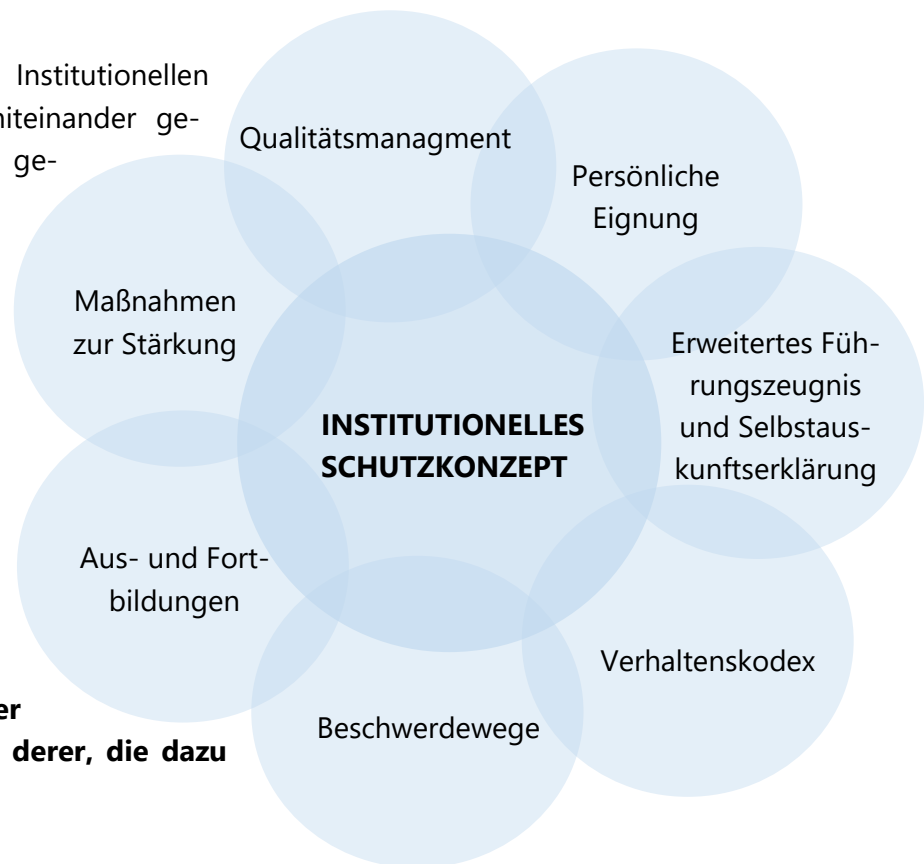 Institutionellen
miteinander ge-
ge-
Qualitätsmanagment
Persönliche
Eignung
Maßnahmen
zur Stärkung
Erweitertes Füh-
rungszeugnis
und Selbstaus-
kunftserklärung
INSTITUTIONELLES
SCHUTZKONZEPT
Aus- und Fort-
bildungen
Verhaltenskodex
Beschwerdewege
derer, die dazu